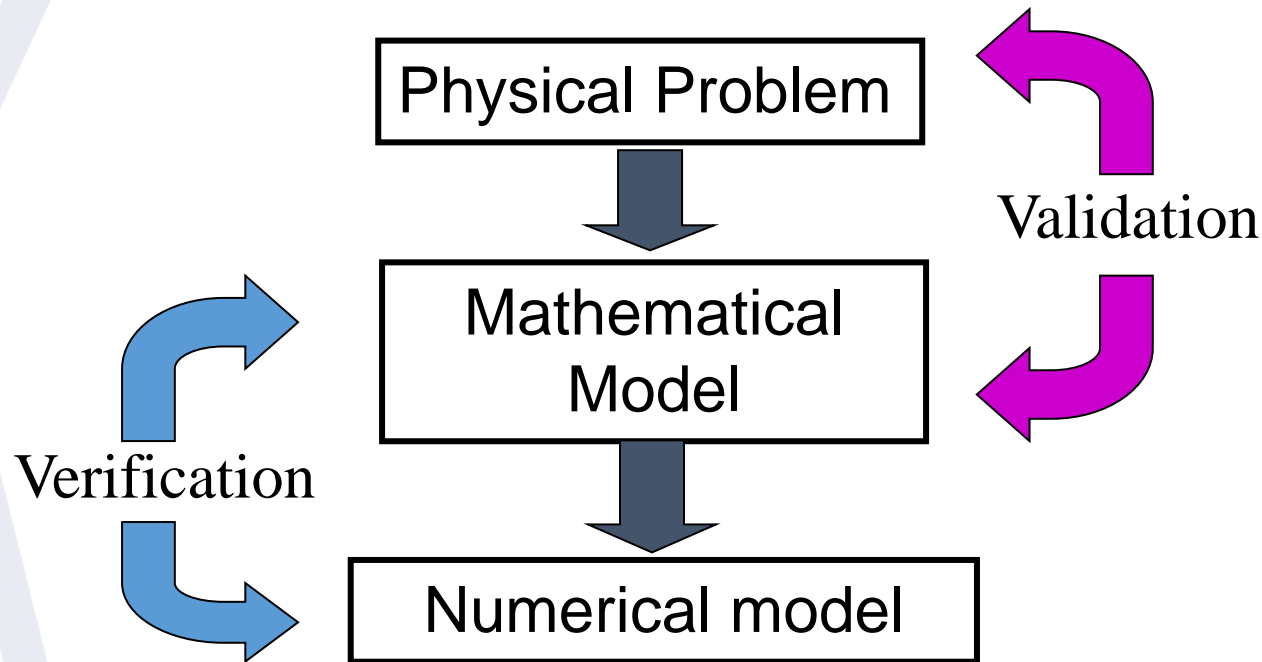 Physical Problem
Validation
Mathematical
Model
Verification
Numerical model